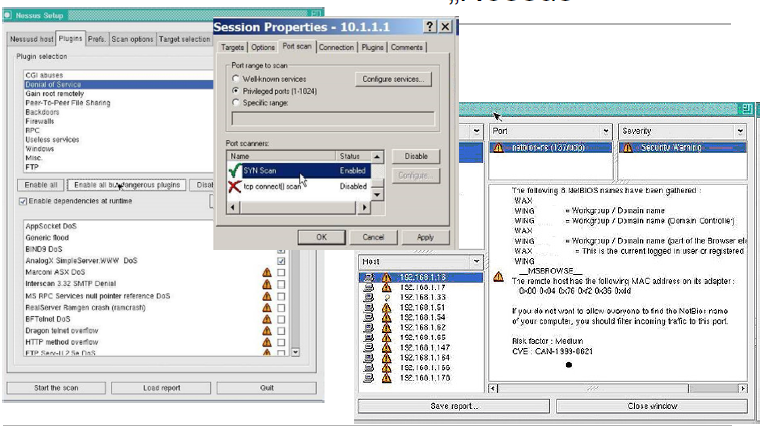 Nessus Setup
Nessusd host Plugins Prefs. Scan options Target selection
Plugin selection
CGI abuses
Denial of Service
Gain root remotely
Peer-To-Peer File Sharing
Backdoors
Firewalls
RPC
Useless services
Windows
Misc.
FTP
Enable all Enable all but dangerous plugins
Enable dependencies at runtime
AppSocket DoS
Generic flood
BIND9 DoS
AnalogX SimpleServer:WWW DoS
Marconi ASX DoS
Interscan 3.32 SMTP Denial
MS RPC Services null pointer reference DoS
RealServer Ramgen crash (ramcrash)
BFTelnet DoS
Dragon telnet overflow
HTTP method overflow
FTP Serv-U 2.5e DoS
Start the scan Load report Quit
Session Properties - 10.1.1.1
Targets Options Port scan Connection Plugins Comments
Port range to scan
Well-known services
Configure services...
Privileged ports (1-1024)
Specific range:
Port scanners:
Name Status
Disable
SYN Scan Enabled
Configure...
tcp connect() scan Disabled
OK Cancel Apply
Port Severity
netbios-ns (137/udp) Security Warning
Host
192.168.1.16
192.168.1.17
192.168.1.33
192.168.1.51
192.168.1.54
192.168.1.62
192.168.1.65
192.168.1.147
192.168.1.164
192.168.1.166
192.168.1.178
The following 8 NetBIOS names have been gathered :
WAX
WING = Workgroup / Domain name
WING = Workgroup / Domain name (Domain Controller)
WAX
WING = Workgroup / Domain name (part of the Browser ele
WAX = This is the current logged in user or registered
WING
__MSBROWSE__
The remote host has the following MAC address on its adapter :
If you do not want to allow everyone to find the NetBios name
of your computer, you should filter incoming traffic to this port.
Risk factor : Medium
CVE : CAN-1999-0621
Save report... Close window